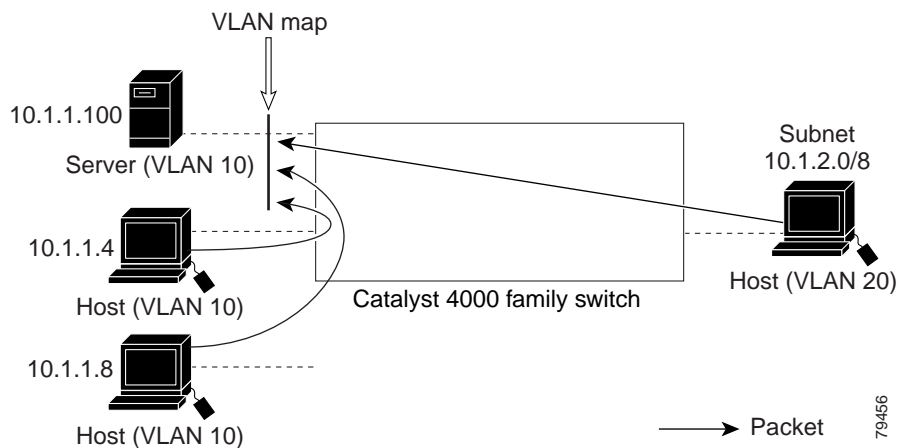 VLAN map
10.1.1.100
Server (VLAN 10)
Subnet
10.1.2.0/8
10.1.1.4
Host (VLAN 10)
Host (VLAN 20)
Catalyst 4000 family switch
10.1.1.8
Host (VLAN 10)
Packet
79456